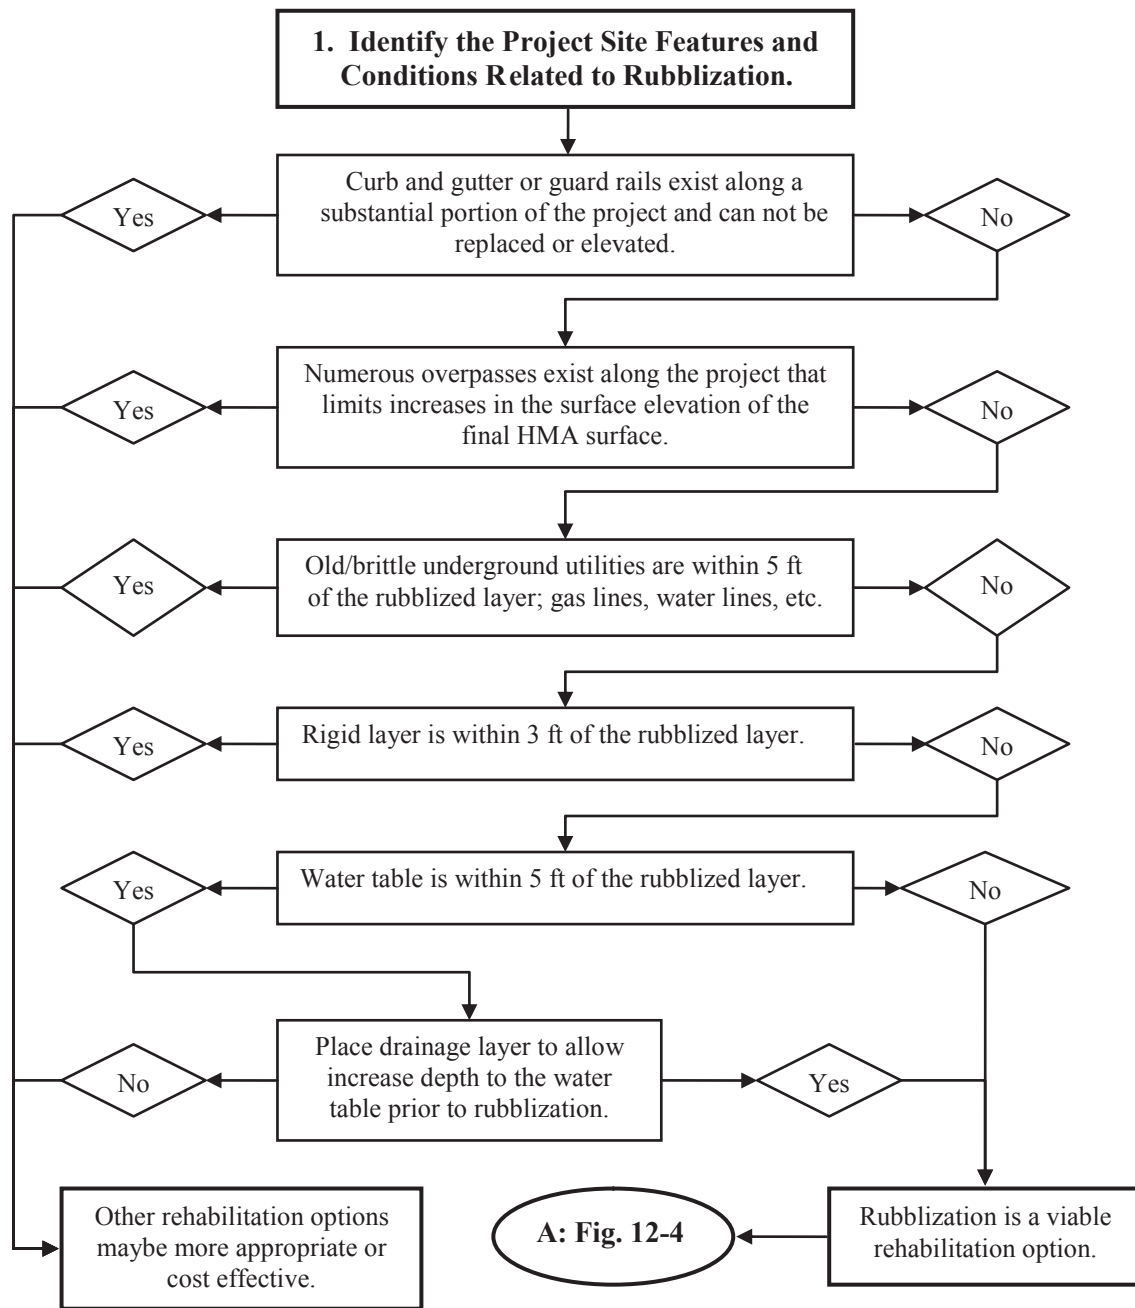 1. Identify the Project Site Features and
Conditions Related to Rubblization.
Yes
Curb and gutter or guard rails exist along a
substantial portion of the project and can not be
replaced or elevated.
No
Yes
Numerous overpasses exist along the project that
limits increases in the surface elevation of the
final HMA surface.
No
Yes
Old/brittle underground utilities are within 5 ft
of the rubblized layer; gas lines, water lines, etc.
No
Yes
Rigid layer is within 3 ft of the rubblized layer.
No
Yes
Water table is within 5 ft of the rubblized layer.
No
No
Place drainage layer to allow
increase depth to the water
table prior to rubblization.
Yes
Other rehabilitation options
maybe more appropriate or
cost effective.
A: Fig. 12-4
Rubblization is a viable
rehabilitation option.